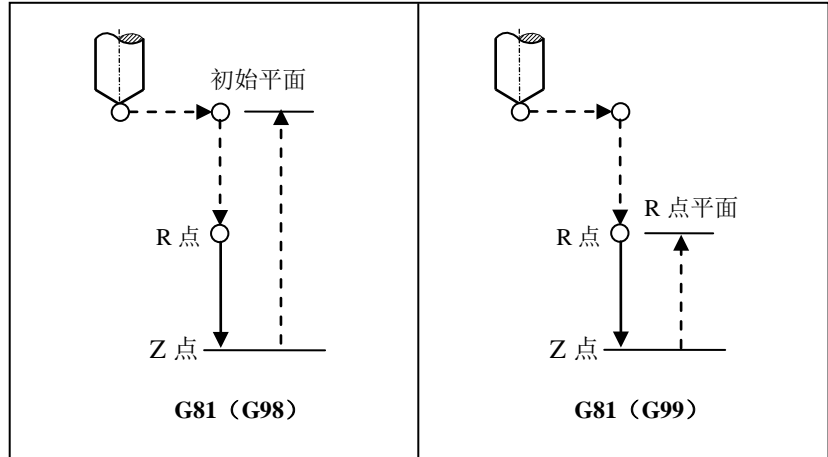 初始平面
R 点
Z 点
G81（G98）
R 点平面
R 点
Z 点
G81（G99）